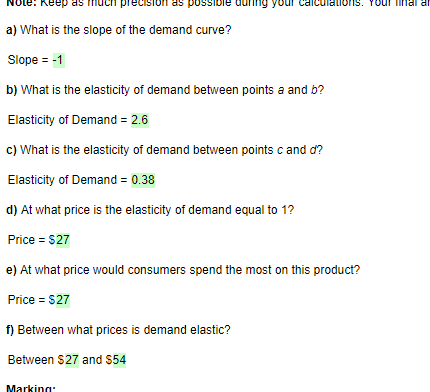 Note: Keep as much precision as possible during your calculations. Your final an
a) What is the slope of the demand curve?
Slope = -1
b) What is the elasticity of demand between points a and b?
Elasticity of Demand = 2.6
c) What is the elasticity of demand between points c and d?
Elasticity of Demand = 0.38
d) At what price is the elasticity of demand equal to 1?
Price = $27
e) At what price would consumers spend the most on this product?
Price = $27
f) Between what prices is demand elastic?
Between $27 and $54
Marking: